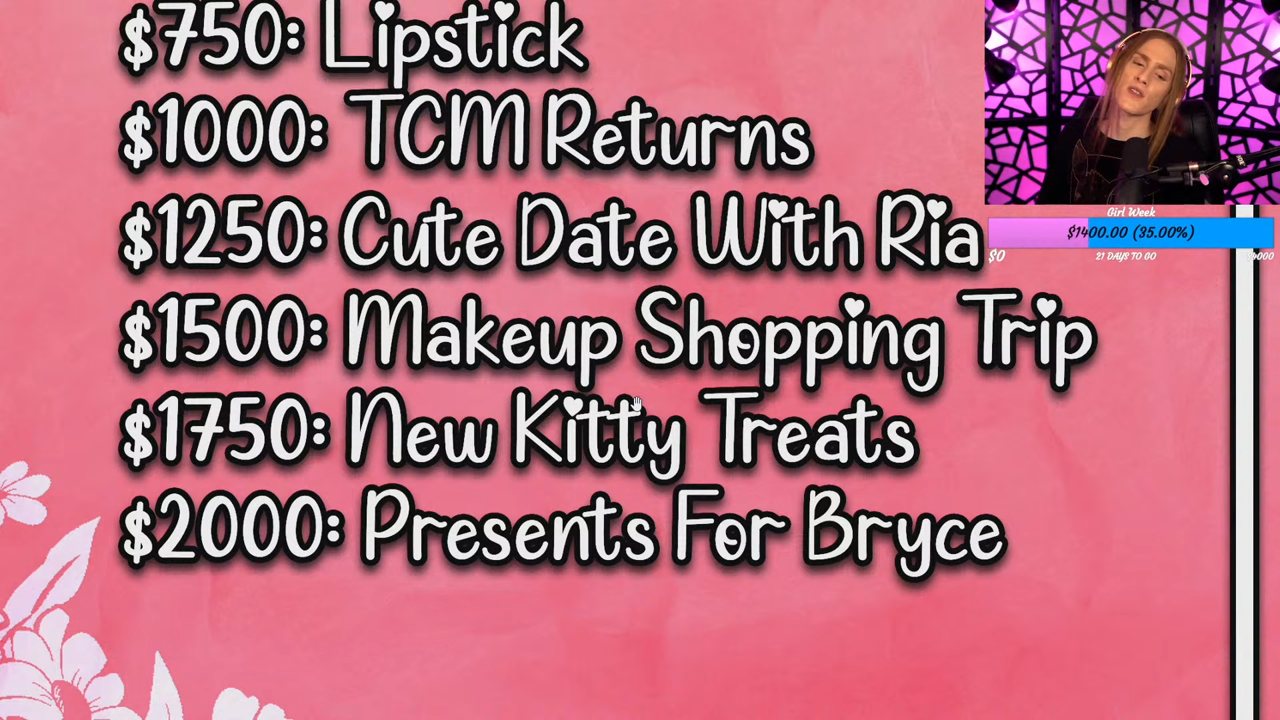 $750: Lipstick
$1000: TCM Returns
$1250: Cute Date With Ria
$1500: Makeup Shopping Trip
$1750: New Kitty Treats
$2000: Presents For Bryce
Girl Week
$1400.00 (35.00%)
$0
21 DAYS TO GO